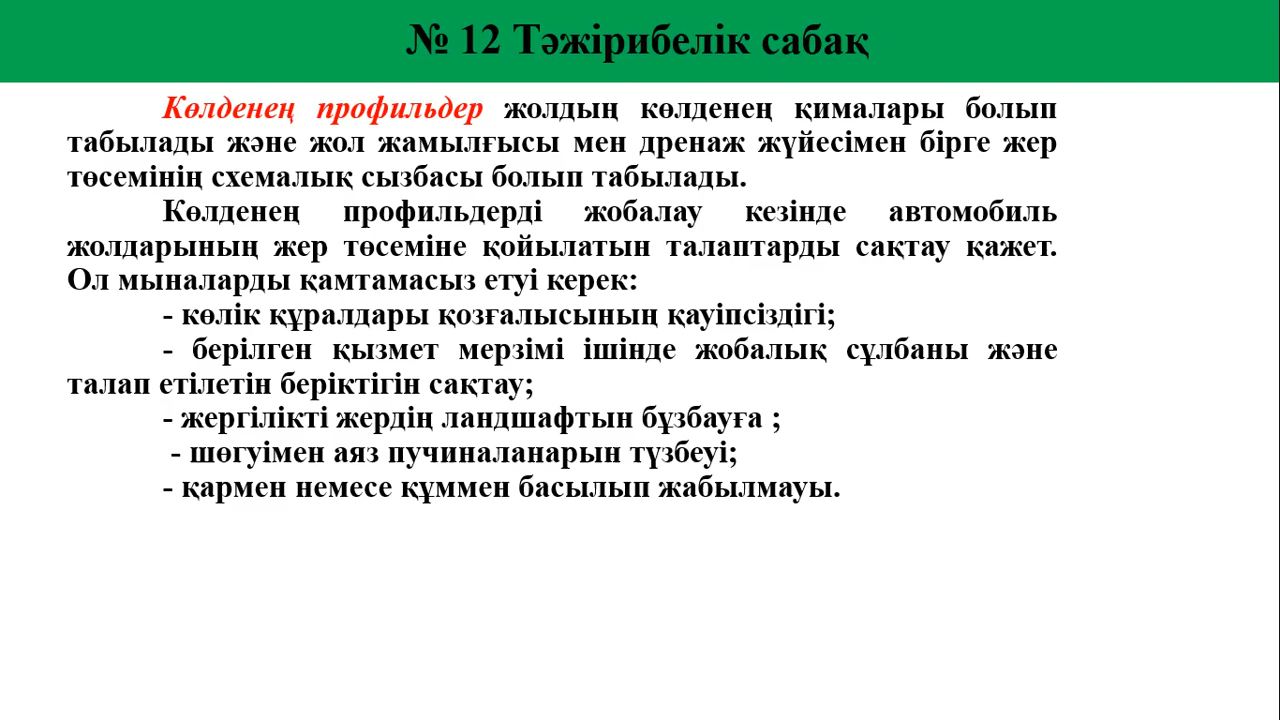 № 12 Тәжірибелік сабақ
Көлденең профильдер жолдың көлденең қималары болып
табылады және жол жамылғысы мен дренаж жүйесімен бірге жер
төсемінің схемалық сызбасы болып табылады.
Көлденең профильдерді жобалау кезінде автомобиль
жолдарының жер төсеміне қойылатын талаптарды сақтау қажет.
Ол мыналарды қамтамасыз етуі керек:
- көлік құралдары қозғалысының қауіпсіздігі;
- берілген қызмет мерзімі ішінде жобалық сұлбаны және
талап етілетін беріктігін сақтау;
- жергілікті жердің ландшафтын бұзбауға ;
- шөгуімен аяз пучиналанарын түзбеуі;
- қармен немесе құммен басылып жабылмауы.